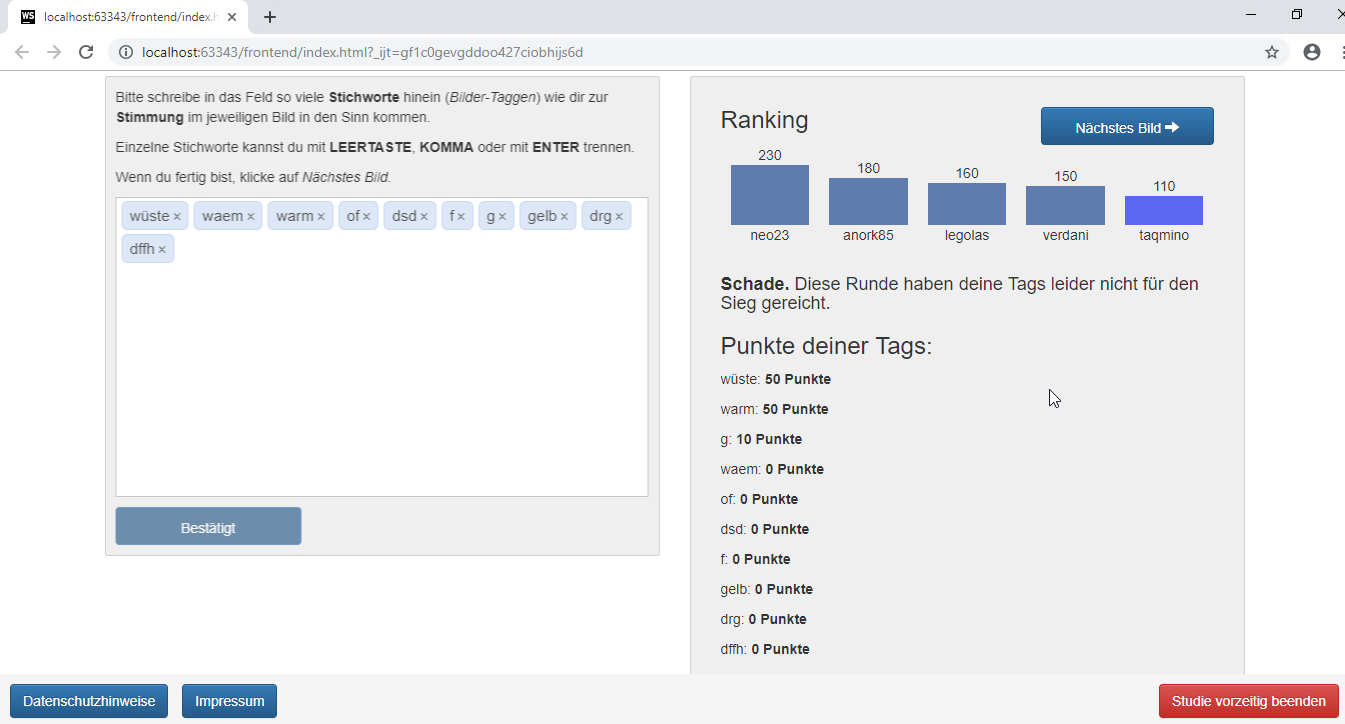 WS localhost:63343/frontend/index.h × +
localhost:63343/frontend/index.html?_ijt=gf1c0gevgddoo427ciobhijs6d
Bitte schreibe in das Feld so viele Stichworte hinein (Bilder-Taggen) wie dir zur
Stimmung im jeweiligen Bild in den Sinn kommen.
Einzelne Stichworte kannst du mit LEERTASTE, KOMMA oder mit ENTER trennen.
Wenn du fertig bist, klicke auf Nächstes Bild.
wüste × waem × warm × of × dsd × f × g × gelb × drg ×
dffh ×
Bestätigt
Ranking
Nächstes Bild
230 180 160 150 110
neo23 anork85 legolas verdani taqmino
Schade. Diese Runde haben deine Tags leider nicht für den
Sieg gereicht.
Punkte deiner Tags:
wüste: 50 Punkte
warm: 50 Punkte
g: 10 Punkte
waem: 0 Punkte
of: 0 Punkte
dsd: 0 Punkte
f: 0 Punkte
gelb: 0 Punkte
drg: 0 Punkte
dffh: 0 Punkte
Datenschutzhinweise Impressum Studie vorzeitig beenden